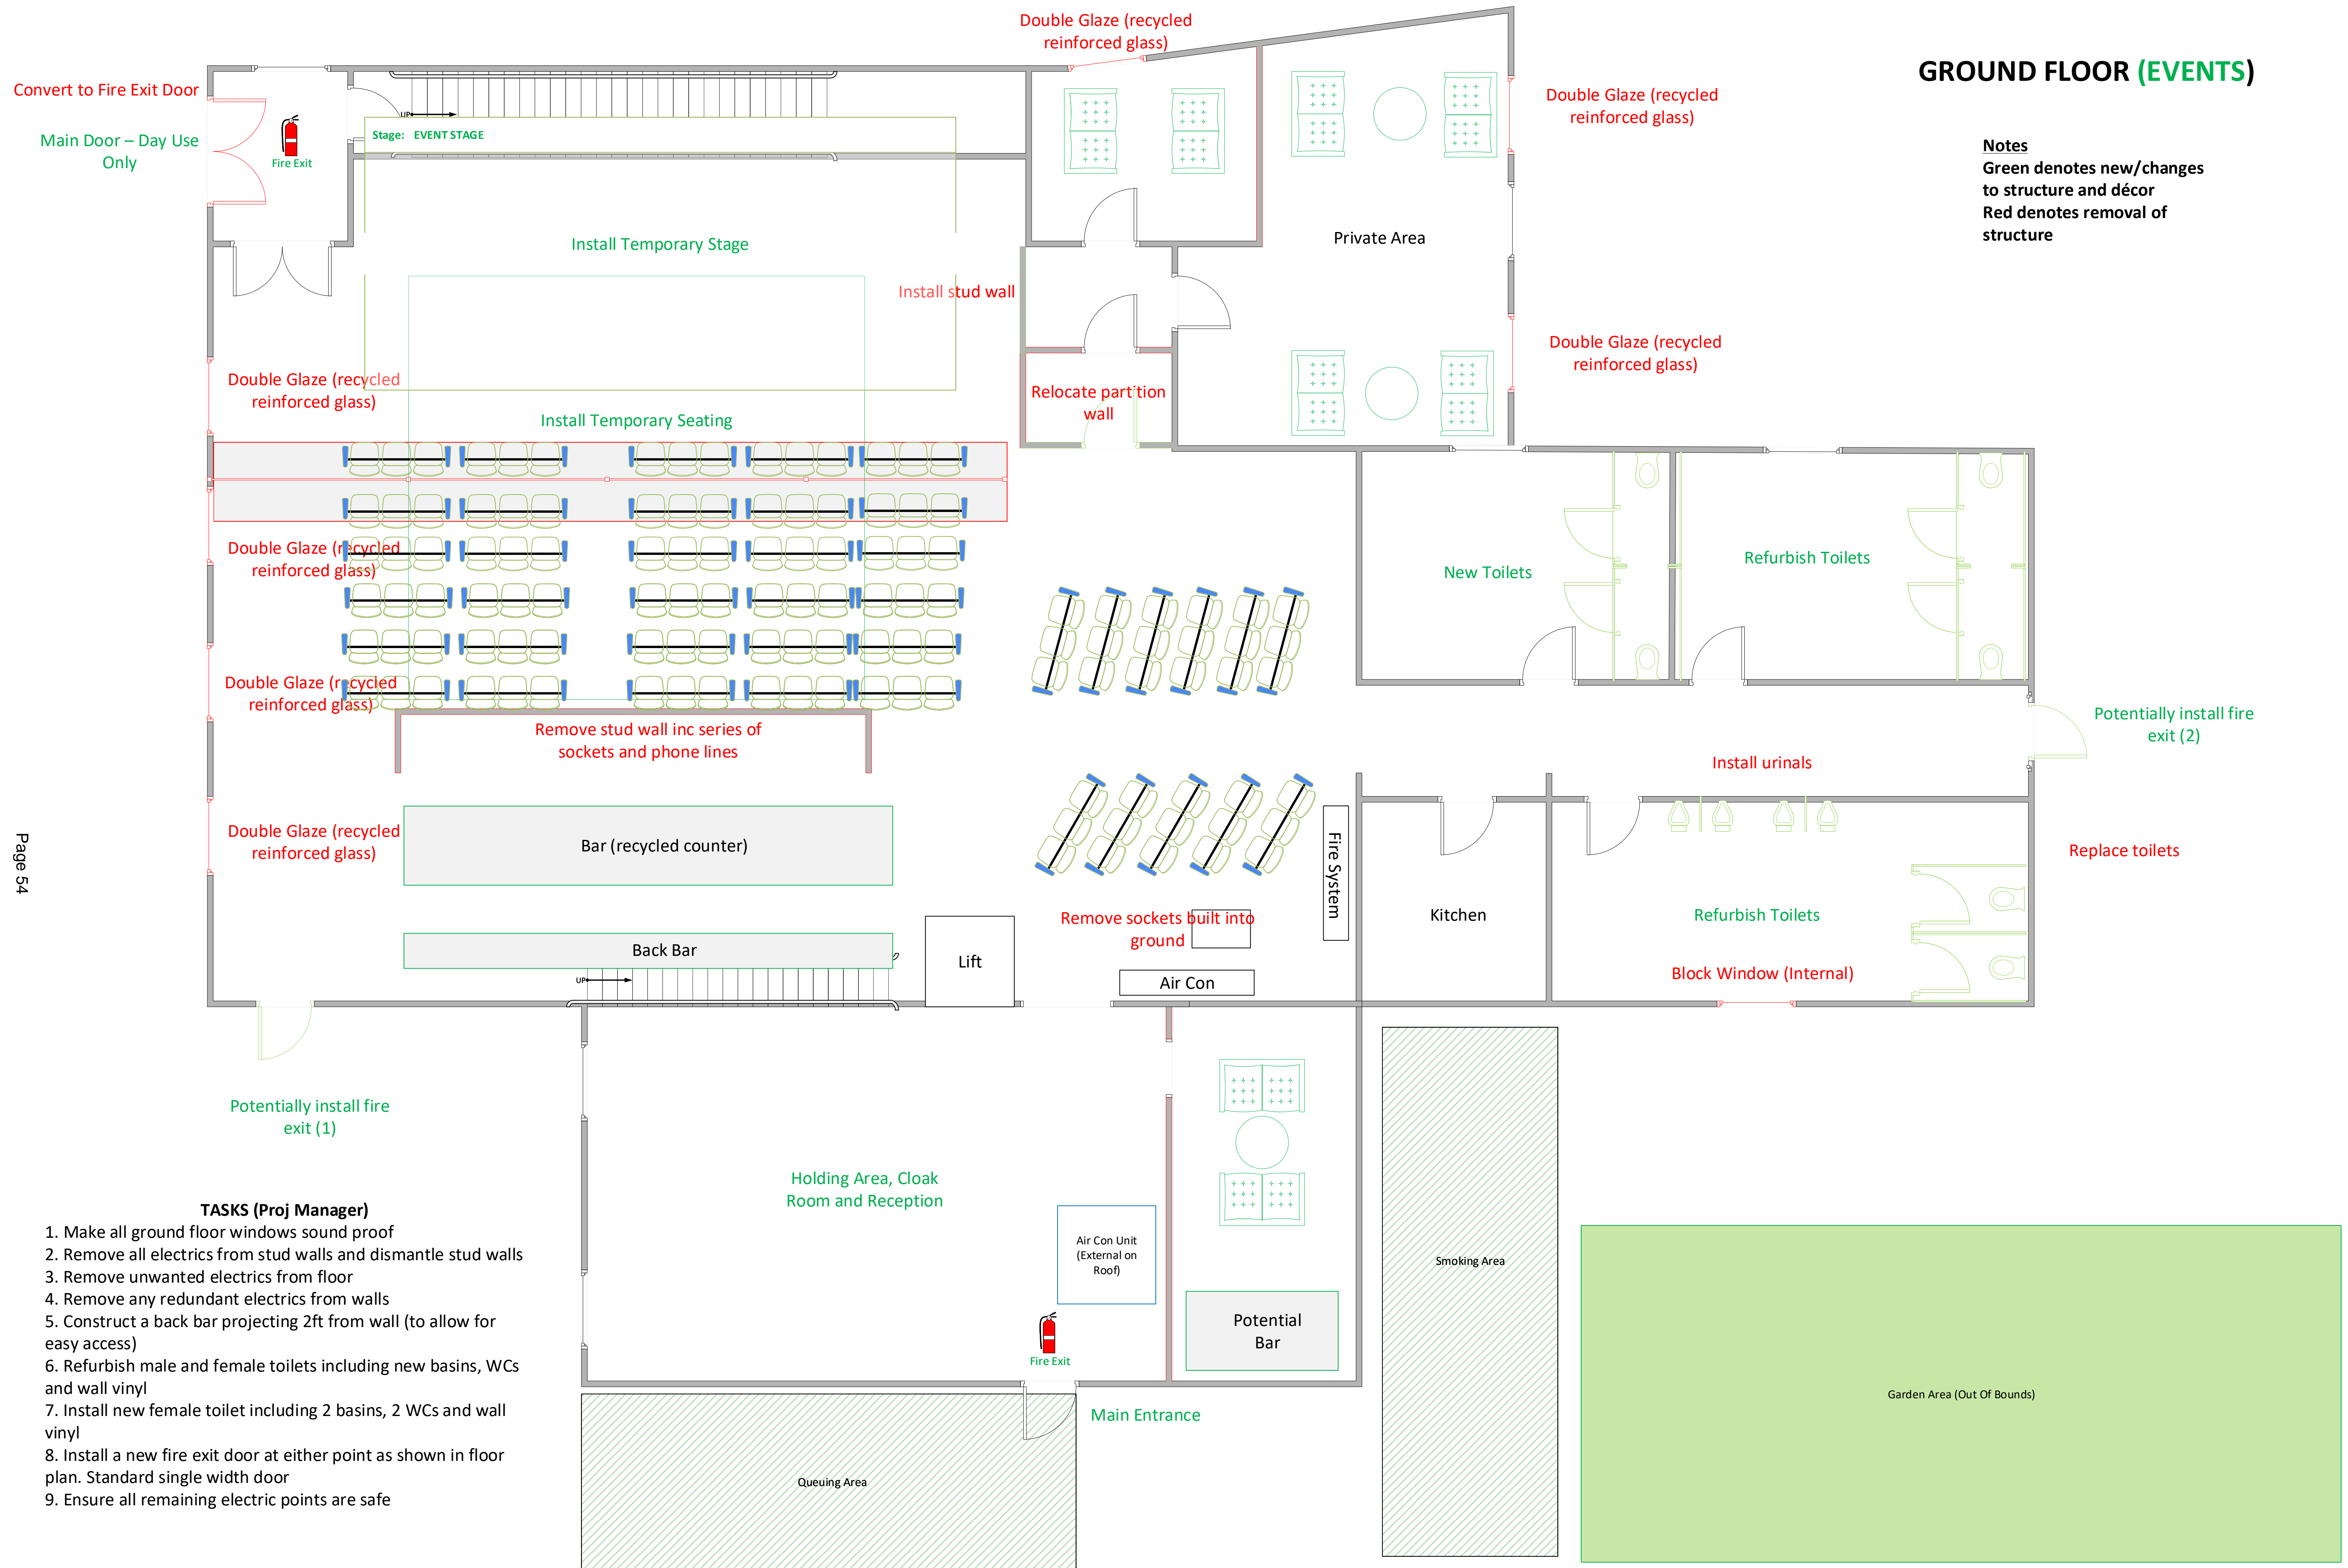 Double Glaze (recycled
reinforced glass)
GROUND FLOOR (EVENTS)
Convert to Fire Exit Door
Main Door – Day Use
Only
Fire Exit
UP
Stage: EVENT STAGE
Double Glaze (recycled
reinforced glass)
Notes
Green denotes new/changes
to structure and décor
Red denotes removal of
structure
Install Temporary Stage
Private Area
Install stud wall
Double Glaze (recycled
reinforced glass)
Double Glaze (recycled
reinforced glass)
Relocate partition
wall
Install Temporary Seating
Double Glaze (recycled
reinforced glass)
New Toilets
Refurbish Toilets
Double Glaze (recycled
reinforced glass)
Remove stud wall inc series of
sockets and phone lines
Potentially install fire
exit (2)
Install urinals
Double Glaze (recycled
reinforced glass)
Bar (recycled counter)
Fire System
Replace toilets
Page 54
Remove sockets built into
ground
Kitchen
Refurbish Toilets
Back Bar
Lift
UP
Air Con
Block Window (Internal)
Potentially install fire
exit (1)
Holding Area, Cloak
Room and Reception
Air Con Unit
(External on
Roof)
Smoking Area
Potential
Bar
Fire Exit
Main Entrance
Garden Area (Out Of Bounds)
Queuing Area
TASKS (Proj Manager)
1. Make all ground floor windows sound proof
2. Remove all electrics from stud walls and dismantle stud walls
3. Remove unwanted electrics from floor
4. Remove any redundant electrics from walls
5. Construct a back bar projecting 2ft from wall (to allow for
easy access)
6. Refurbish male and female toilets including new basins, WCs
and wall vinyl
7. Install new female toilet including 2 basins, 2 WCs and wall
vinyl
8. Install a new fire exit door at either point as shown in floor
plan. Standard single width door
9. Ensure all remaining electric points are safe